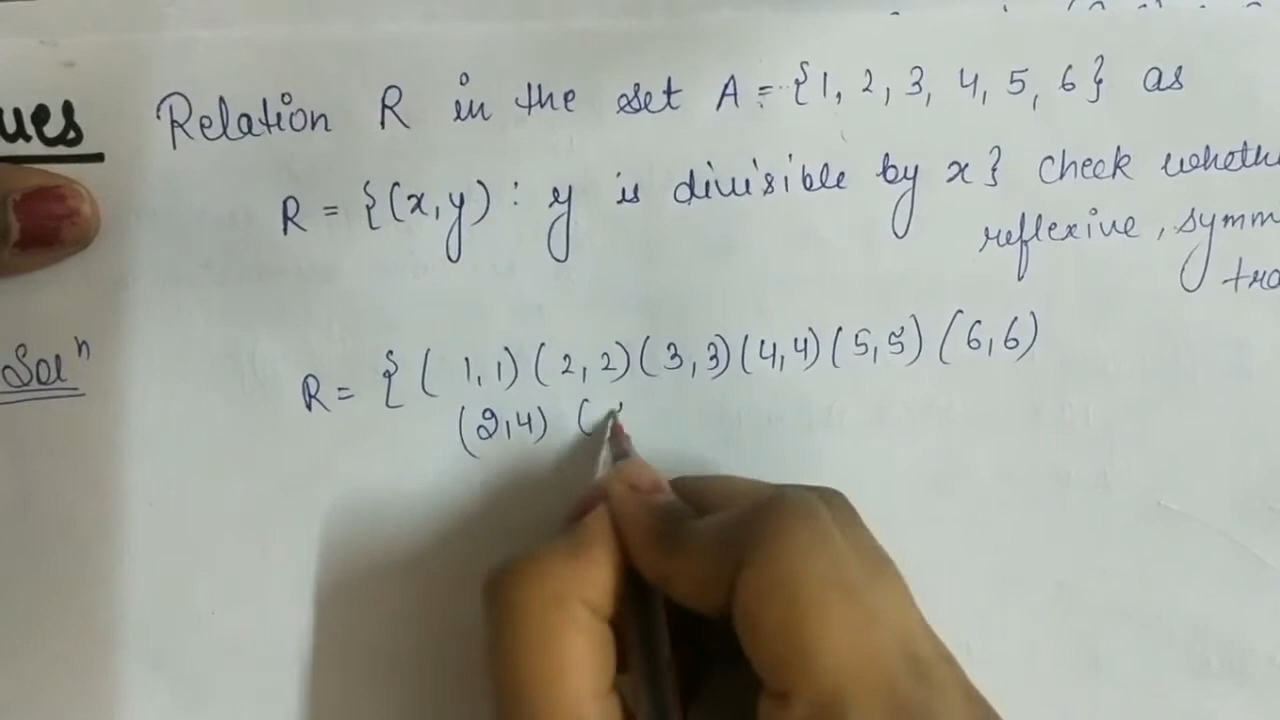 ues Relation R in the set A = {1, 2, 3, 4, 5, 6} as
R = {(x,y) : y is divisible by x} check wheth
reflexive, symm
tra
Solⁿ
R = { ( 1,1) (2,2) (3,3) (4,4) (5,5) (6,6)
(2,4) (